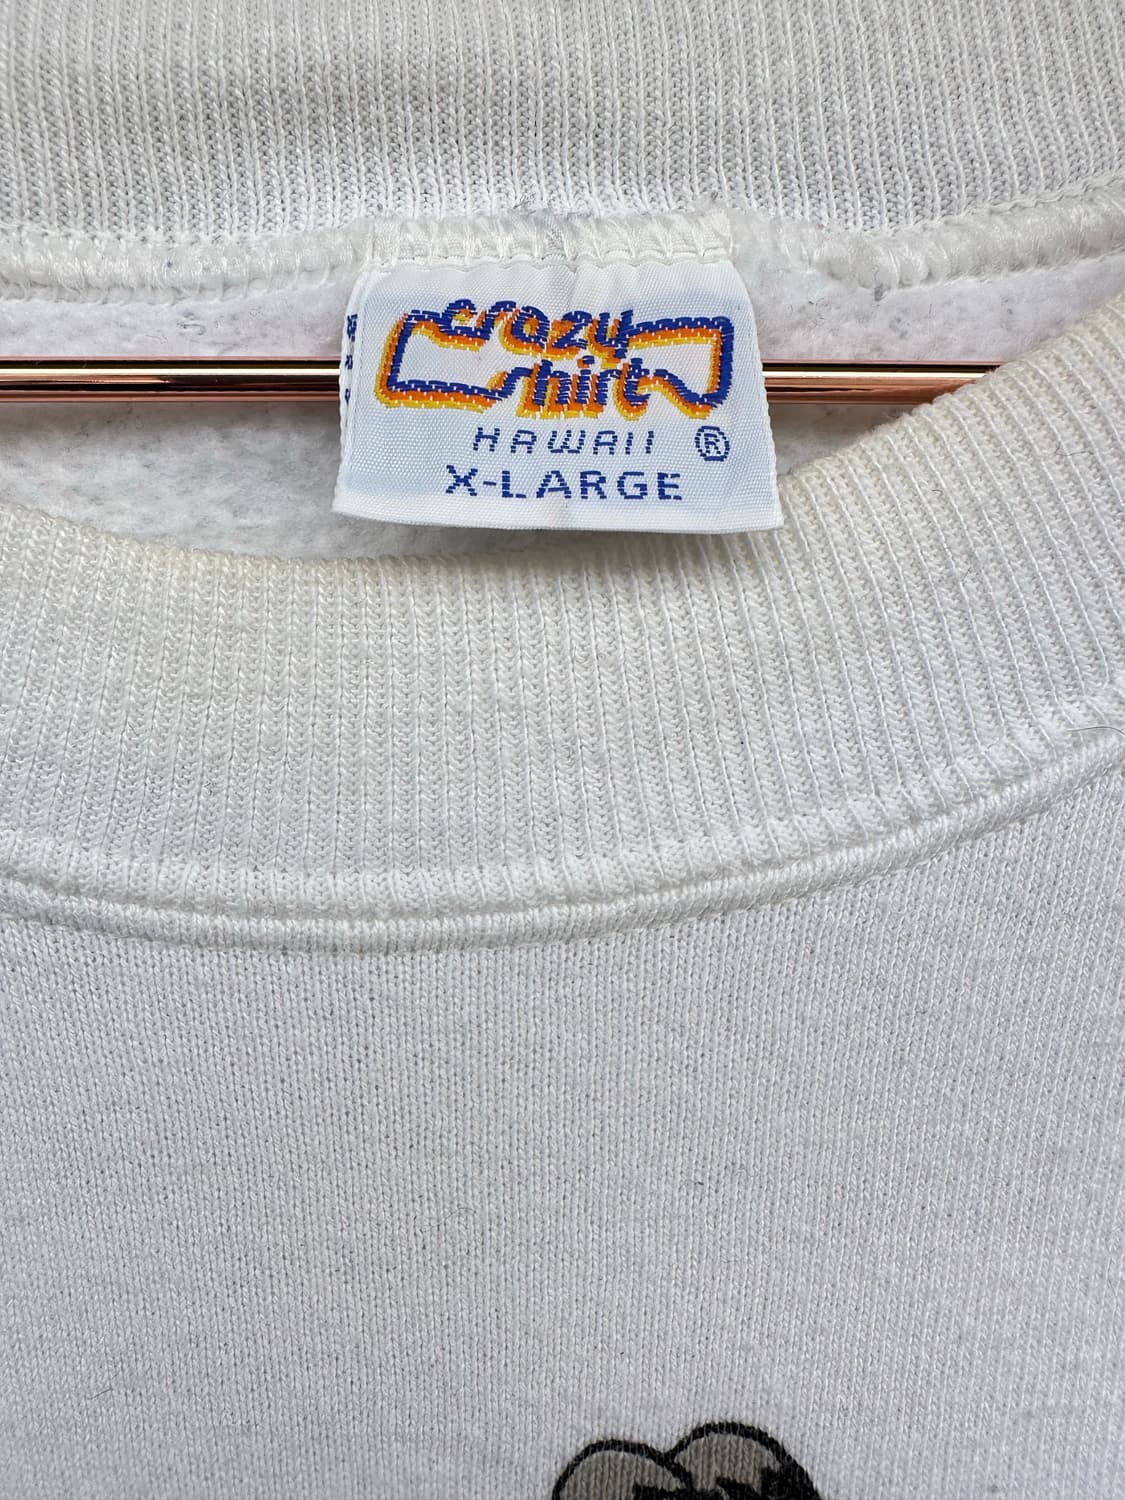 crazy
shirt
HAWAII ®
X-LARGE